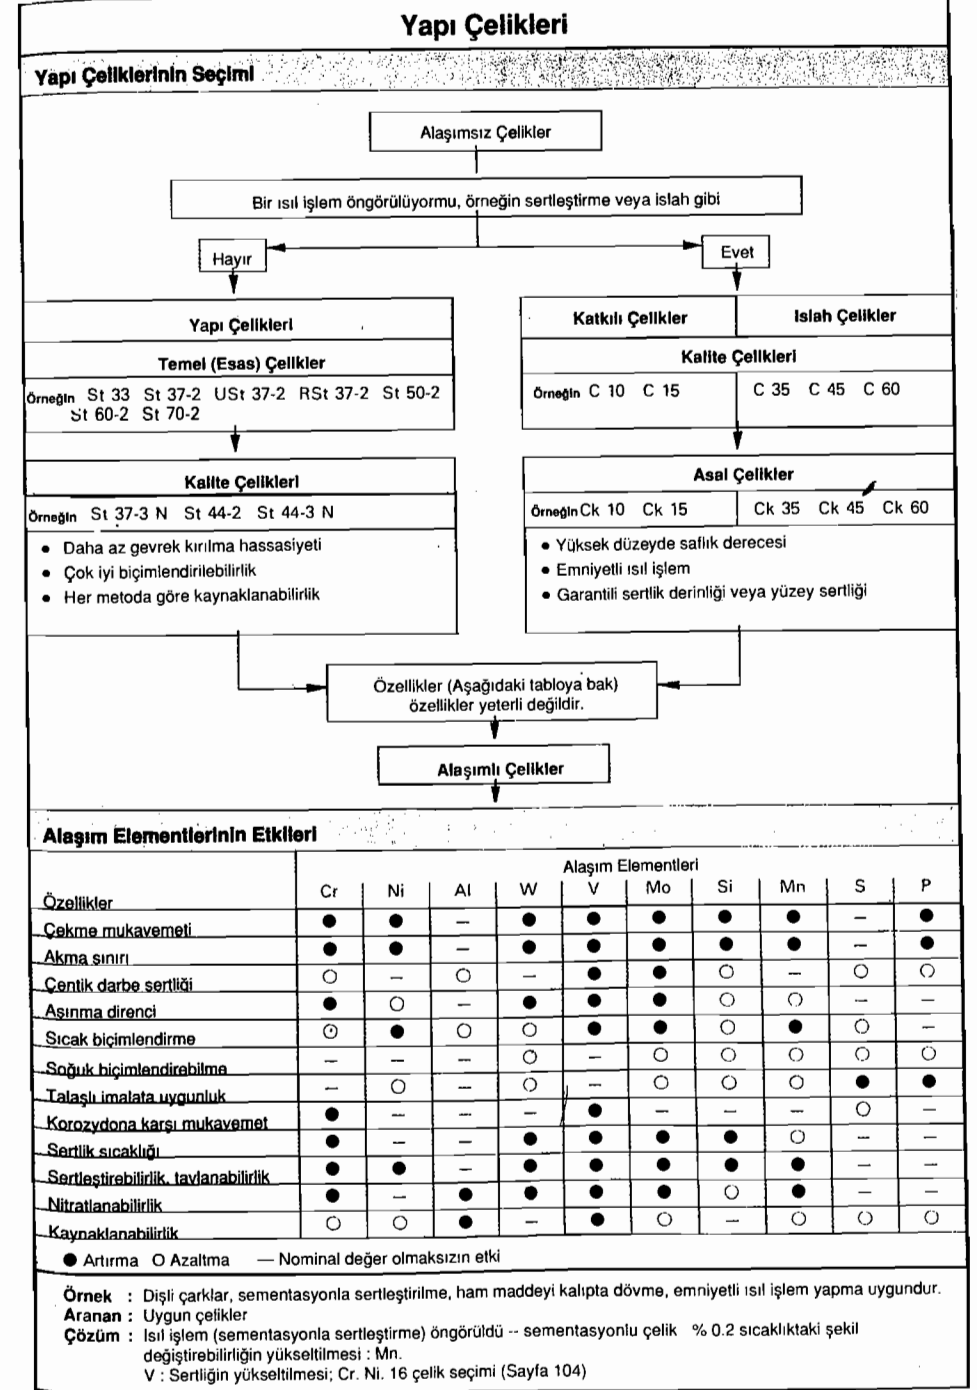 Yapı Çelikleri
Yapı Çeliklerinin Seçimi
Alaşımsız Çelikler
Bir ısıl işlem öngörülüyormu, örneğin sertleştirme veya islah gibi
Hayır
Evet
Yapı Çelikleri
Temel (Esas) Çelikler
Örneğin St 33 St 37-2 USt 37-2 RSt 37-2 St 50-2
St 60-2 St 70-2
Katkılı Çelikler
Islah Çelikler
Kalite Çelikleri
Örneğin C 10 C 15
C 35 C 45 C 60
Kalite Çelikleri
Örneğin St 37-3 N St 44-2 St 44-3 N
• Daha az gevrek kırılma hassasiyeti
• Çok iyi biçimlendirilebilirlik
• Her metoda göre kaynaklanabilirlik
Asal Çelikler
Örneğin Ck 10 Ck 15
Ck 35 Ck 45 Ck 60
• Yüksek düzeyde saflık derecesi
• Emniyetli ısıl işlem
• Garantili sertlik derinliği veya yüzey sertliği
Özellikler (Aşağıdaki tabloya bak)
özellikler yeterli değildir.
Alaşımlı Çelikler
Alaşım Elementlerinin Etkileri
Alaşım Elementleri
Özellikler Cr Ni Al W V Mo Si Mn S P
Çekme mukavemeti ● ● — ● ● ● ● ● — ●
Akma sınırı ● ● — ● ● ● ● ● — ●
Çentik darbe sertliği O — O — ● ● O — O O
Aşınma direnci ● O — ● ● ● O O — —
Sıcak biçimlendirme O ● O O ● ● O ● O —
Soğuk biçimlendirebilme — — — O — O O O O O
Talaşlı imalata uygunluk — O — O — O O O ● ●
Korozydona karşı mukavemet ● — — — ● — — — O —
Sertlik sıcaklığı ● — — ● ● ● ● O — —
Sertleştirebilirlik, tavlanabilirlik ● ● — ● ● ● ● ● — —
Nitratlanabilirlik ● — ● ● ● ● O ● — —
Kaynaklanabilirlik O O ● — ● O — O O O
● Artırma O Azaltma — Nominal değer olmaksızın etki
Örnek : Dişli çarklar, sementasyonla sertleştirilme, ham maddeyi kalıpta dövme, emniyetli ısıl işlem yapma uygundur.
Aranan : Uygun çelikler
Çözüm : Isıl işlem (sementasyonla sertleştirme) öngörüldü -- sementasyonlu çelik % 0.2 sıcaklıktaki şekil
değiştirebilirliğin yükseltilmesi : Mn.
V : Sertliğin yükseltilmesi; Cr. Ni. 16 çelik seçimi (Sayfa 104)